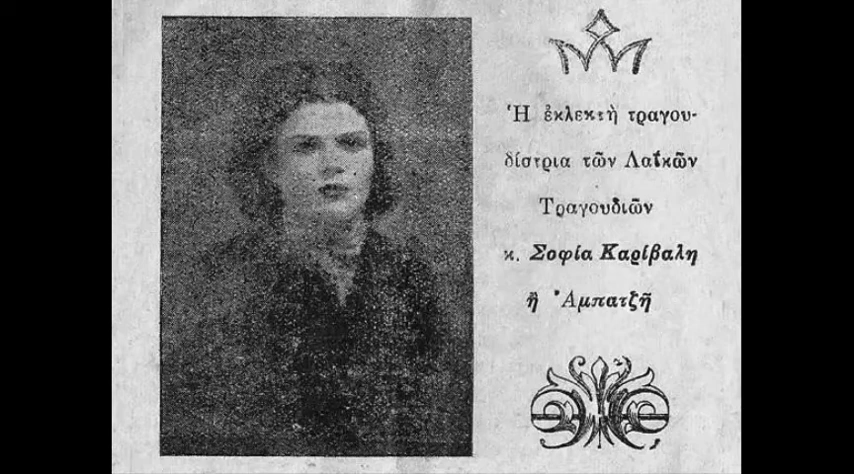 Ἡ ἐκλεκτὴ τραγου-
δίστρια τῶν Λαϊκῶν
Τραγουδιῶν
κ. Σοφία Καρίβαλη
ἢ Ἀμπατζῆ